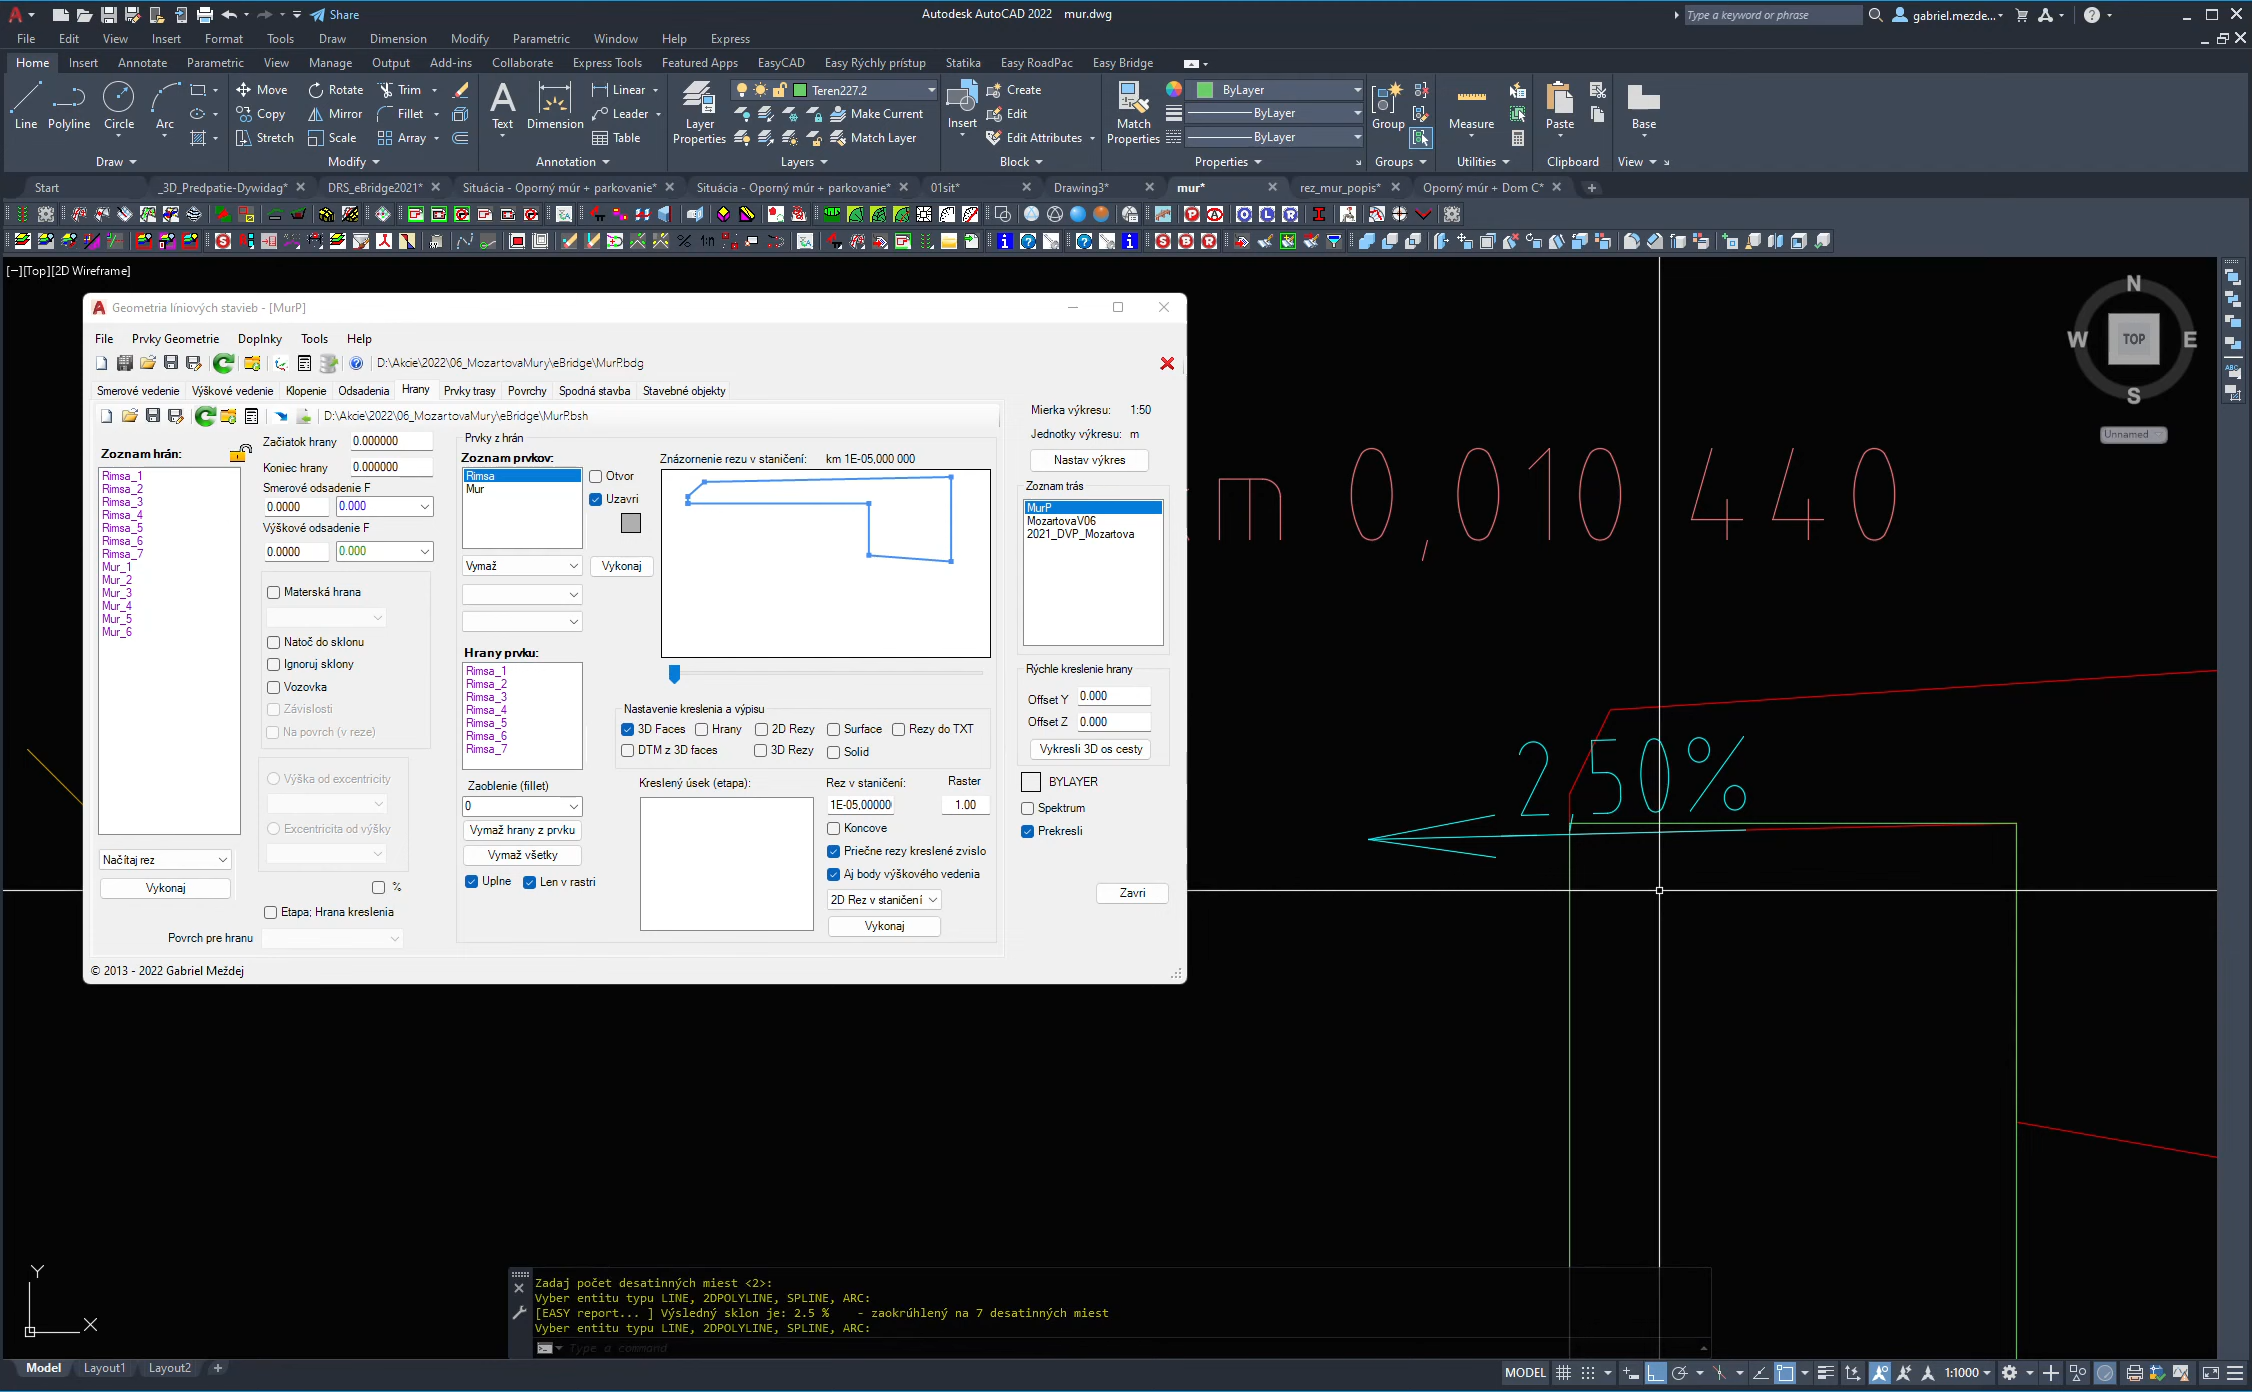 Share
Autodesk AutoCAD 2022 mur.dwg
Type a keyword or phrase
gabriel.mezde...
File Edit View Insert Format Tools Draw Dimension Modify Parametric Window Help Express
Home Insert Annotate Parametric View Manage Output Add-ins Collaborate Express Tools Featured Apps EasyCAD Easy Rýchly prístup Statika Easy RoadPac Easy Bridge
Line Polyline Circle Arc
Move Rotate Trim
Copy Mirror Fillet
Stretch Scale Array
Text Dimension
Linear
Leader
Table
Layer Properties
Teren227.2
Make Current
Match Layer
Insert
Create
Edit
Edit Attributes
Match Properties
ByLayer
ByLayer
ByLayer
Group Measure Paste Base
Draw Modify Annotation Layers Block Properties Groups Utilities Clipboard View
Start _3D_Predpatie-Dywidag* DRS_eBridge2021* Situácia - Oporný múr + parkovanie* Situácia - Oporný múr + parkovanie* 01sit* Drawing3* mur* rez_mur_popis* Oporný múr + Dom C*
[−][Top][2D Wireframe]
N
W TOP E
S
Unnamed
Geometria líniových stavieb - [MurP]
File Prvky Geometrie Doplnky Tools Help
D:\Akcie\2022\06_MozartovaMury\eBridge\MurP.bdg
Smerové vedenie Výškové vedenie Klopenie Odsadenia Hrany Prvky trasy Povrchy Spodná stavba Stavebné objekty
D:\Akcie\2022\06_MozartovaMury\eBridge\MurP.bsh
Zoznam hrán:
Rimsa_1
Rimsa_2
Rimsa_3
Rimsa_4
Rimsa_5
Rimsa_6
Rimsa_7
Mur_1
Mur_2
Mur_3
Mur_4
Mur_5
Mur_6
Načítaj rez
Vykonaj
Začiatok hrany 0.000000
Koniec hrany 0.000000
Smerové odsadenie F
0.0000 0.000
Výškové odsadenie F
0.0000 0.000
Materská hrana
Natoč do sklonu
Ignoruj sklony
Vozovka
Závislosti
Na povrch (v reze)
Výška od excentricity
Excentricita od výšky
%
Etapa; Hrana kreslenia
Povrch pre hranu
Prvky z hrán
Zoznam prvkov:
Rimsa
Mur
Otvor
Uzavri
Vymaž
Vykonaj
Hrany prvku:
Rimsa_1
Rimsa_2
Rimsa_3
Rimsa_4
Rimsa_5
Rimsa_6
Rimsa_7
Zaoblenie (fillet)
0
Vymaž hrany z prvku
Vymaž všetky
Uplne Len v rastri
Znázornenie rezu v staničení: km 1E-05,000 000
Nastavenie kreslenia a výpisu
3D Faces Hrany 2D Rezy Surface Rezy do TXT
DTM z 3D faces 3D Rezy Solid
Kreslený úsek (etapa):
Rez v staničení: Raster
1E-05,00000 1.00
Koncove
Priečne rezy kreslené zvislo
Aj body výškového vedenia
2D Rez v staničení
Vykonaj
Mierka výkresu: 1:50
Jednotky výkresu: m
Nastav výkres
Zoznam trás
MurP
MozartovaV06
2021_DVP_Mozartova
Rýchle kreslenie hrany
Offset Y 0.000
Offset Z 0.000
Vykresli 3D os cesty
BYLAYER
Spektrum
Prekresli
Zavri
© 2013 - 2022 Gabriel Meždej
m 0,010 440
2,50%
Zadaj počet desatinných miest <2>:
Vyber entitu typu LINE, 2DPOLYLINE, SPLINE, ARC:
[EASY report... ] Výsledný sklon je: 2.5 % - zaokrúhlený na 7 desatinných miest
Vyber entitu typu LINE, 2DPOLYLINE, SPLINE, ARC:
Type a command
Y
X
Model Layout1 Layout2
MODEL 1:1000